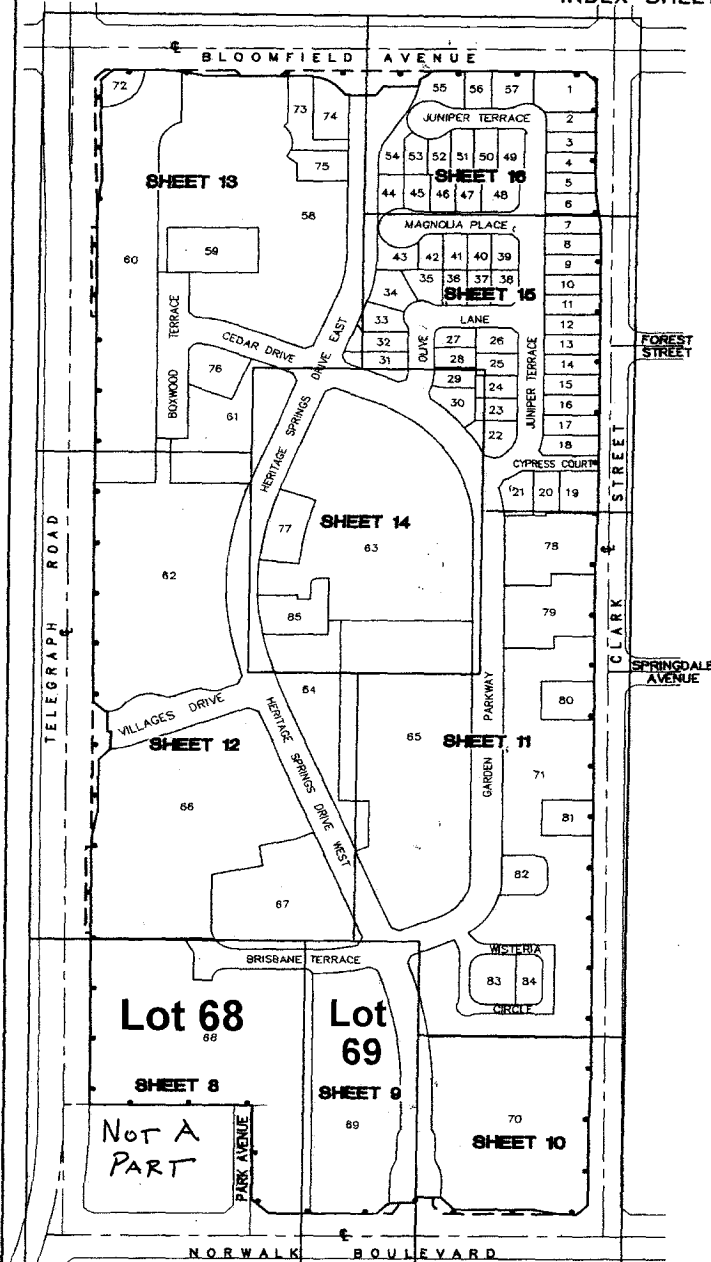 INDEX SHEET
℄
BLOOMFIELD AVENUE
72
73
74
75
55
56
57
1
JUNIPER TERRACE
2
3
4
5
6
54 53 52 51 50 49
SHEET 16
44 45 46 47 48
SHEET 13
58
60
59
MAGNOLIA PLACE
7
8
9
10
11
12
13
14
15
16
17
18
43 42 41 40 39
35 36 37 38
34
SHEET 15
33
32
31
OLIVE
LANE
27
28
29
30
26
25
24
23
22
JUNIPER TERRACE
FOREST
STREET
BOXWOOD TERRACE
CEDAR DRIVE
76
61
HERITAGE SPRINGS DRIVE EAST
CYPRESS COURT
21 20 19
SHEET 14
77
63
85
78
79
TELEGRAPH ROAD
℄
62
CLARK STREET
℄
SPRINGDALE
AVENUE
64
80
VILLAGES DRIVE
SHEET 12
HERITAGE SPRINGS DRIVE WEST
65
SHEET 11
GARDEN PARKWAY
71
66
81
67
82
BRISBANE TERRACE
WISTERIA
83 84
CIRCLE
Lot 68
68
SHEET 8
Lot
69
SHEET 9
69
70
SHEET 10
NOT A
PART
PARK AVENUE
℄
NORWALK BOULEVARD